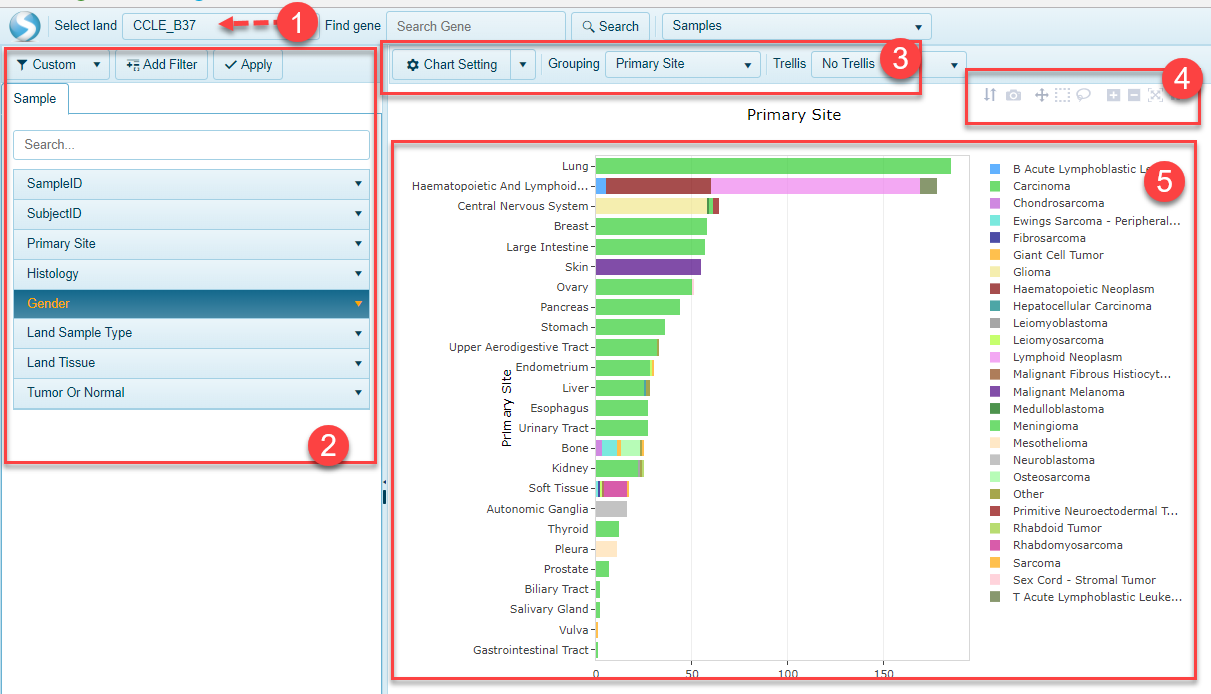 Select land CCLE_B37 1 Find gene Search Gene Search Samples
Custom Add Filter Apply Chart Setting Grouping Primary Site Trellis No Trellis 3
4
Sample
Search...
SampleID
SubjectID
Primary Site
Histology
Gender
Land Sample Type
Land Tissue
Tumor Or Normal
2
Primary Site
5
Primary Site
Lung
Haematopoietic And Lymphoid...
Central Nervous System
Breast
Large Intestine
Skin
Ovary
Pancreas
Stomach
Upper Aerodigestive Tract
Endometrium
Liver
Esophagus
Urinary Tract
Bone
Kidney
Soft Tissue
Autonomic Ganglia
Thyroid
Pleura
Prostate
Biliary Tract
Salivary Gland
Vulva
Gastrointestinal Tract
0 50 100 150
B Acute Lymphoblastic
Carcinoma
Chondrosarcoma
Ewings Sarcoma - Peripheral...
Fibrosarcoma
Giant Cell Tumor
Glioma
Haematopoietic Neoplasm
Hepatocellular Carcinoma
Leiomyoblastoma
Leiomyosarcoma
Lymphoid Neoplasm
Malignant Fibrous Histiocyt...
Malignant Melanoma
Medulloblastoma
Meningioma
Mesothelioma
Neuroblastoma
Osteosarcoma
Other
Primitive Neuroectodermal T...
Rhabdoid Tumor
Rhabdomyosarcoma
Sarcoma
Sex Cord - Stromal Tumor
T Acute Lymphoblastic Leuke...